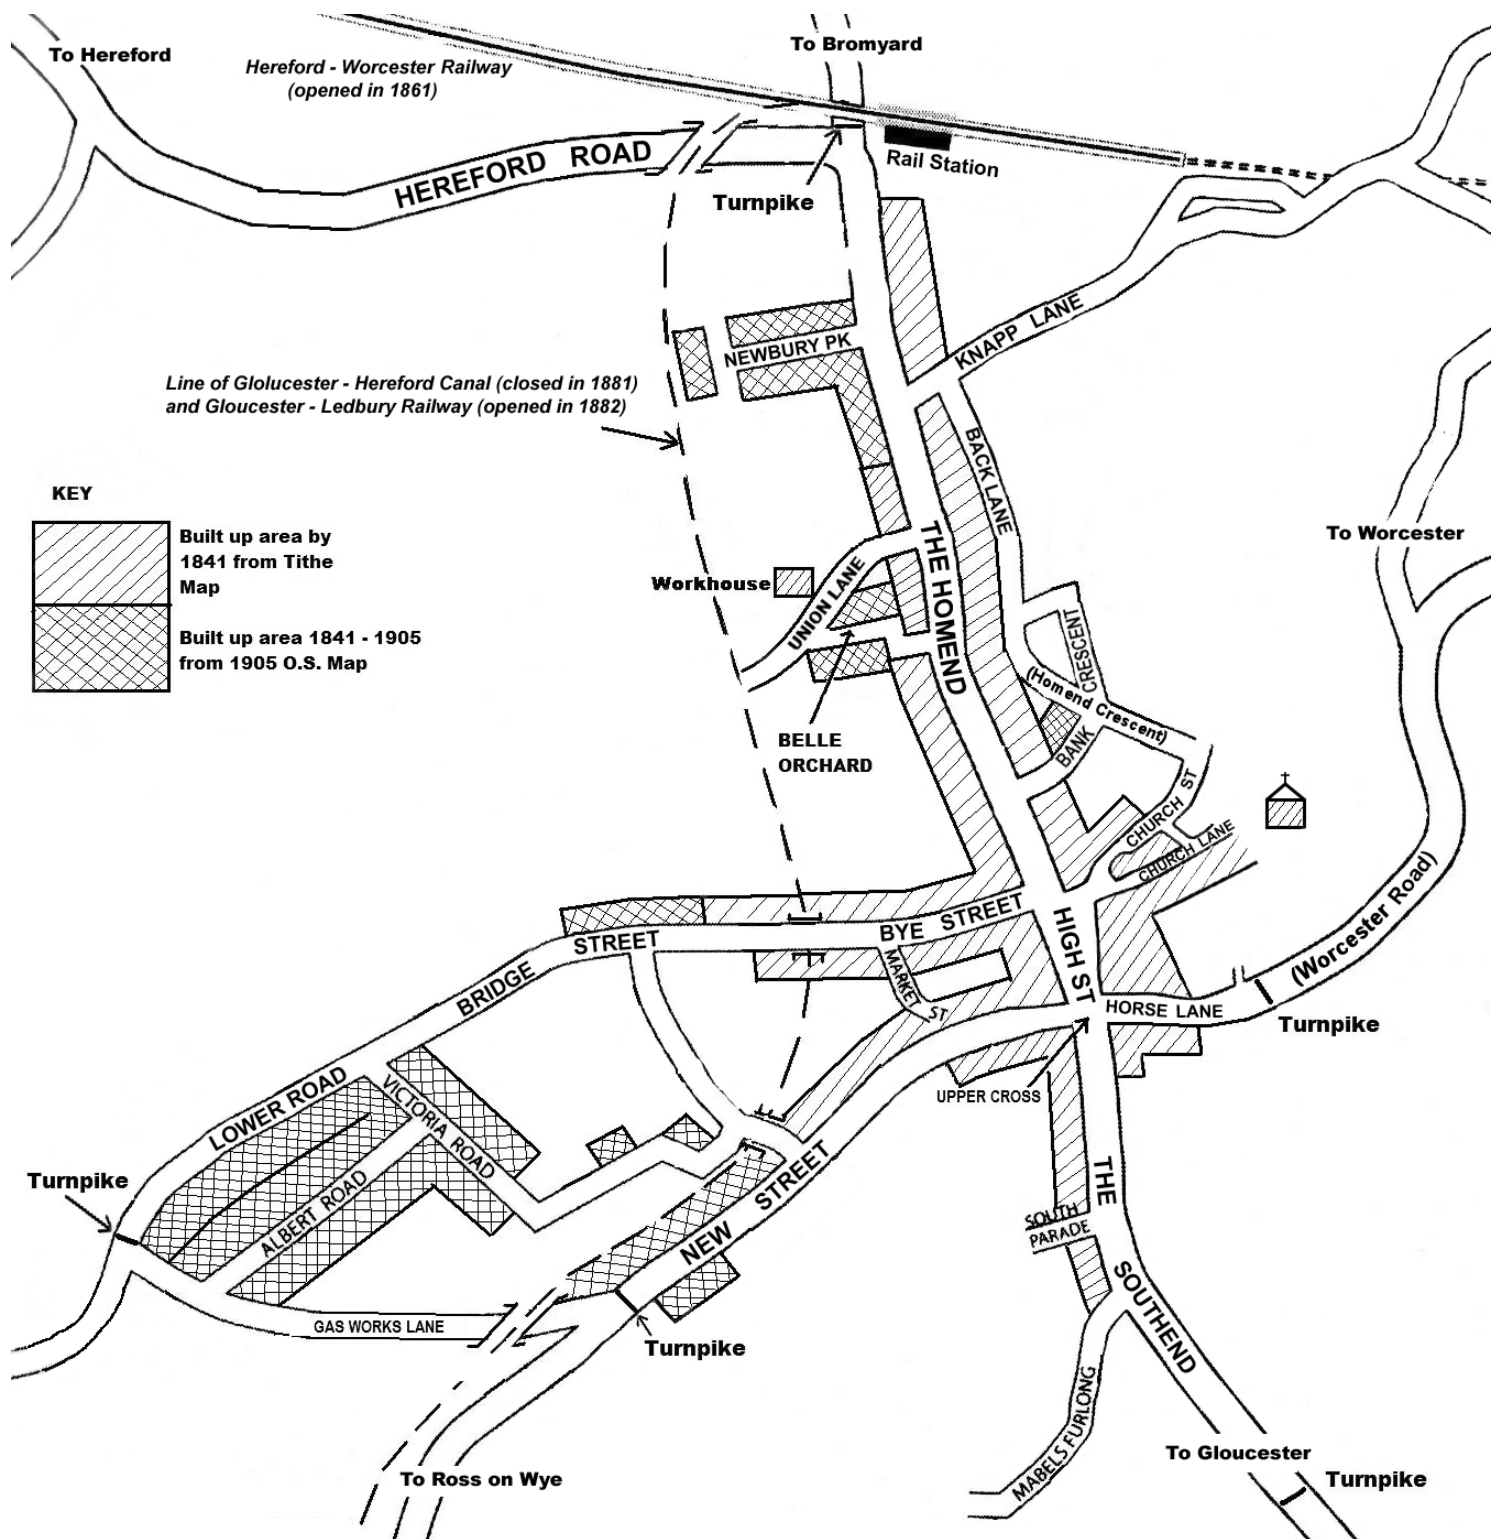 To Hereford
To Bromyard
Hereford - Worcester Railway
(opened in 1861)
HEREFORD ROAD
Rail Station
Turnpike
KNAPP LANE
NEWBURY PK
Line of Glolucester - Hereford Canal (closed in 1881)
and Gloucester - Ledbury Railway (opened in 1882)
BACK LANE
KEY
Built up area by
1841 from Tithe
Map
Built up area 1841 - 1905
from 1905 O.S. Map
To Worcester
THE HOMEND
Workhouse
UNION LANE
CRESCENT
(Homend Crescent)
BANK
BELLE
ORCHARD
CHURCH ST
CHURCH LANE
(Worcester Road)
BYE STREET
HIGH ST
BRIDGE STREET
MARKET ST
HORSE LANE
Turnpike
UPPER CROSS
LOWER ROAD
VICTORIA ROAD
ALBERT ROAD
Turnpike
NEW STREET
THE SOUTHEND
SOUTH
PARADE
GAS WORKS LANE
Turnpike
MABELS FURLONG
To Gloucester
Turnpike
To Ross on Wye